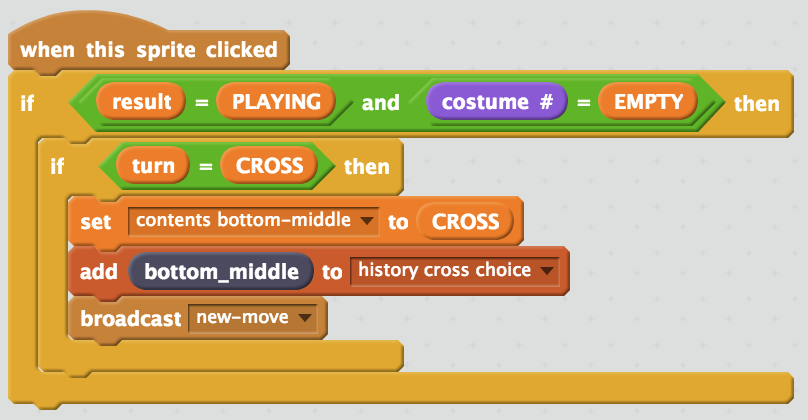 when this sprite clicked
if result = PLAYING and costume # = EMPTY then
if turn = CROSS then
set contents bottom-middle to CROSS
add bottom_middle to history cross choice
broadcast new-move